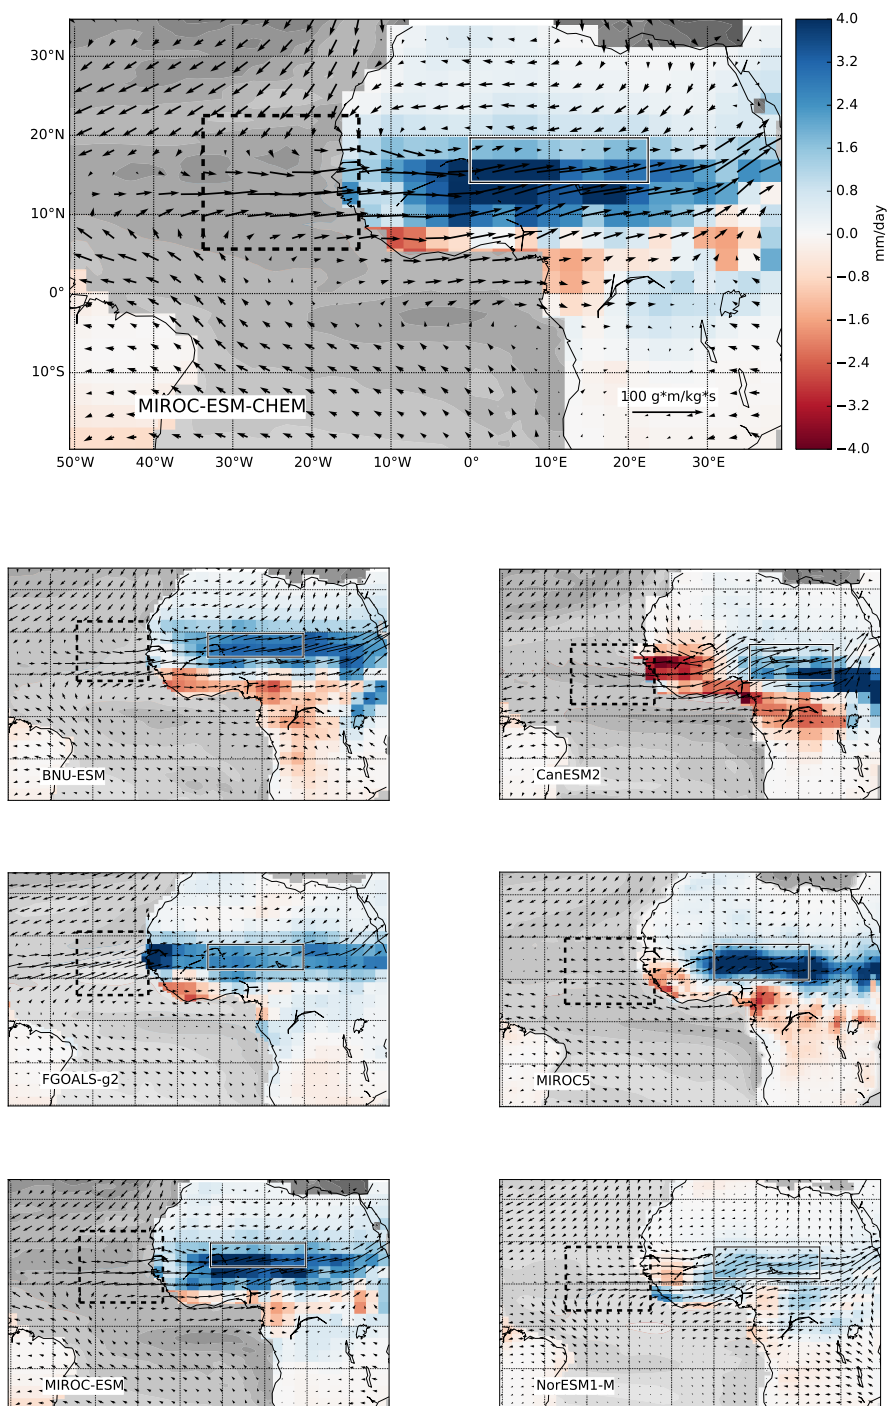 30°N
20°N
10°N
0°
10°S
50°W 40°W 30°W 20°W 10°W 0° 10°E 20°E 30°E
MIROC-ESM-CHEM
100 g*m/kg*s
4.0
3.2
2.4
1.6
0.8
0.0
−0.8
−1.6
−2.4
−3.2
−4.0
mm/day
BNU-ESM
CanESM2
FGOALS-g2
MIROC5
MIROC-ESM
NorESM1-M